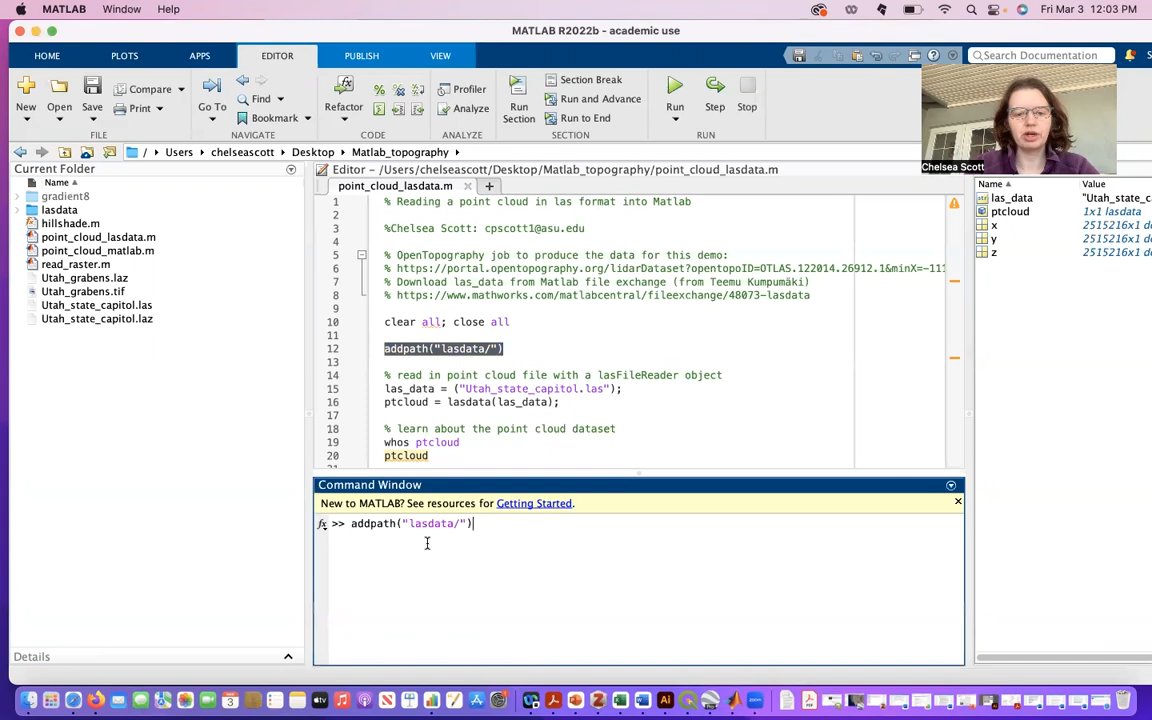 MATLAB Window Help Fri Mar 3 12:03 PM
MATLAB R2022b - academic use
HOME PLOTS APPS EDITOR PUBLISH VIEW Search Documentation
New Open Save Compare Print Go To Find Bookmark Refactor Profiler Analyze Run Section Section Break Run and Advance Run to End Run Step Stop
FILE NAVIGATE CODE ANALYZE SECTION RUN
/ Users chelseascott Desktop Matlab_topography
Chelsea Scott
Current Folder
Name
gradient8
lasdata
hillshade.m
point_cloud_lasdata.m
point_cloud_matlab.m
read_raster.m
Utah_grabens.laz
Utah_grabens.tif
Utah_state_capitol.las
Utah_state_capitol.laz
Details
Editor - /Users/chelseascott/Desktop/Matlab_topography/point_cloud_lasdata.m
point_cloud_lasdata.m
1 % Reading a point cloud in las format into Matlab
2
3 %Chelsea Scott: cpscott1@asu.edu
4
5 % OpenTopography job to produce the data for this demo:
6 % https://portal.opentopography.org/lidarDataset?opentopoID=OTLAS.122014.26912.1&minX=-111
7 % Download las_data from Matlab file exchange (from Teemu Kumpumäki)
8 % https://www.mathworks.com/matlabcentral/fileexchange/48073-lasdata
9
10 clear all; close all
11
12 addpath("lasdata/")
13
14 % read in point cloud file with a lasFileReader object
15 las_data = ("Utah_state_capitol.las");
16 ptcloud = lasdata(las_data);
17
18 % learn about the point cloud dataset
19 whos ptcloud
20 ptcloud
Command Window
New to MATLAB? See resources for Getting Started.
fx >> addpath("lasdata/")
Name Value
las_data "Utah_state_c
ptcloud 1x1 lasdata
x 2515216x1 do
y 2515216x1 do
z 2515216x1 do